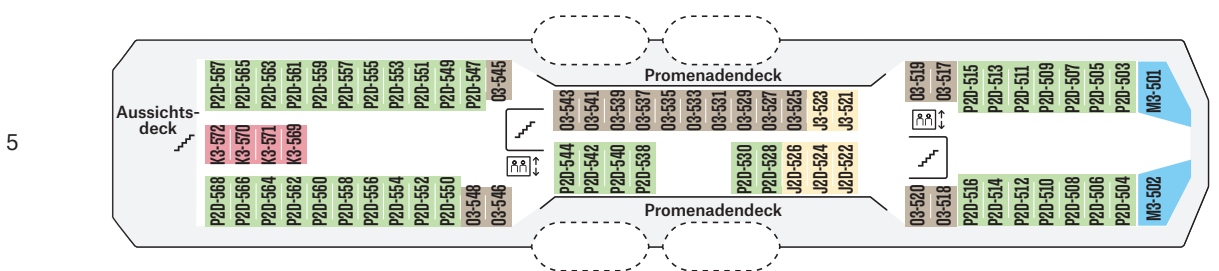 5
Aussichts-
deck
P2D-567
P2D-565
P2D-563
P2D-561
P2D-559
P2D-557
P2D-555
P2D-553
P2D-551
P2D-549
P2D-547
O3-545
K3-572
K3-570
K3-571
K3-569
P2D-568
P2D-566
P2D-564
P2D-562
P2D-560
P2D-558
P2D-556
P2D-554
P2D-552
P2D-550
O3-548
O3-546
Promenadendeck
O3-543
O3-541
O3-539
O3-537
O3-535
O3-533
O3-531
O3-529
O3-527
O3-525
J3-523
J3-521
P2D-544
P2D-542
P2D-540
P2D-538
P2D-530
P2D-528
J2D-526
J2D-524
J2D-522
Promenadendeck
O3-519
O3-517
P2D-515
P2D-513
P2D-511
P2D-509
P2D-507
P2D-505
P2D-503
M3-501
O3-520
O3-518
P2D-516
P2D-514
P2D-512
P2D-510
P2D-508
P2D-506
P2D-504
M3-502